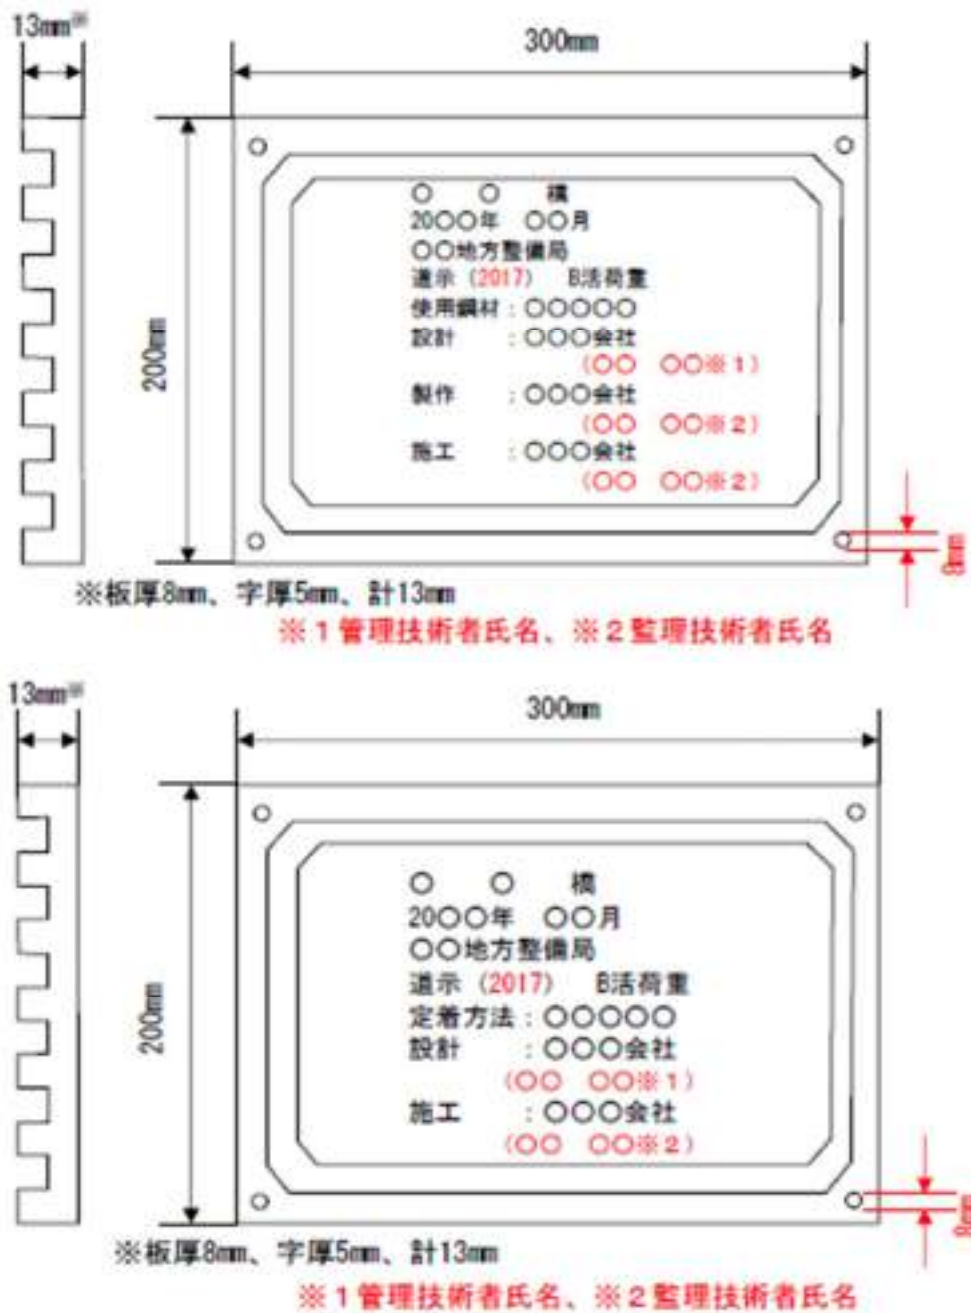 13mm※
300mm
200mm
○ ○ 橋
20○○年 ○○月
○○地方整備局
道示(2017) B活荷重
使用鋼材:○○○○○
設計 :○○○会社
(○○ ○○※1)
製作 :○○○会社
(○○ ○○※2)
施工 :○○○会社
(○○ ○○※2)
8mm
※板厚8mm、字厚5mm、計13mm
※1管理技術者氏名、※2監理技術者氏名
13mm※
300mm
200mm
○ ○ 橋
20○○年 ○○月
○○地方整備局
道示(2017) B活荷重
定着方法:○○○○○
設計 :○○○会社
(○○ ○○※1)
施工 :○○○会社
(○○ ○○※2)
8mm
※板厚8mm、字厚5mm、計13mm
※1管理技術者氏名、※2監理技術者氏名